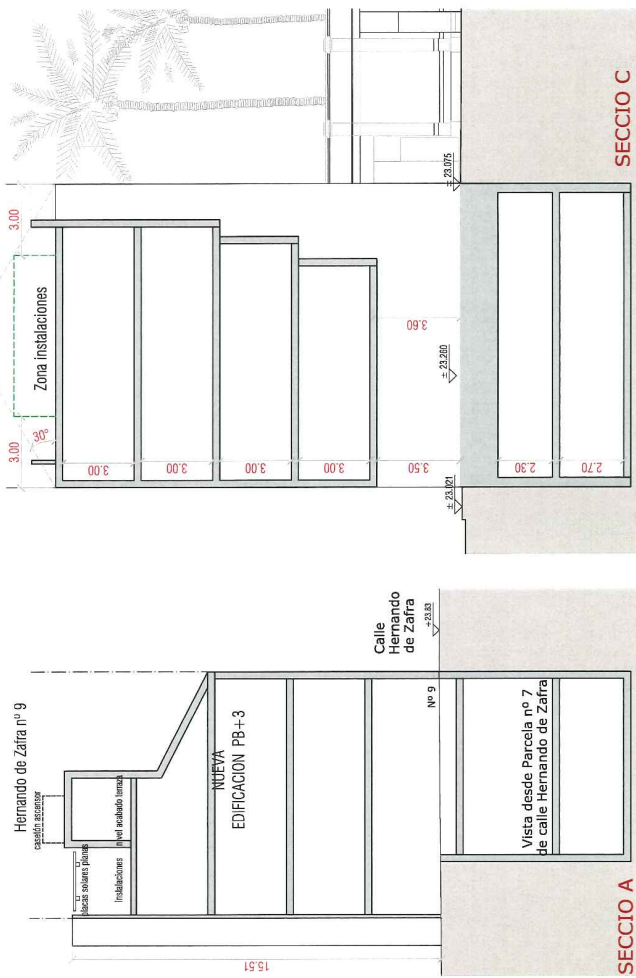 3.00
Zona instalaciones
3.00
30°
3.00
3.00
3.00
3.00
3.50
3.60
± 23.260
± 23.075
± 23.021
2.30
2.70
SECCIO C
Hernando de Zafra nº 9
casetón ascensor
placas solares planas
Instalaciones
nivel acabado terraza
NUEVA
EDIFICACION PB+3
Calle
Hernando
de Zafra
+23.83
Nº 9
15.51
Vista desde Parcela nº 7
de calle Hernando de Zafra
SECCIO A